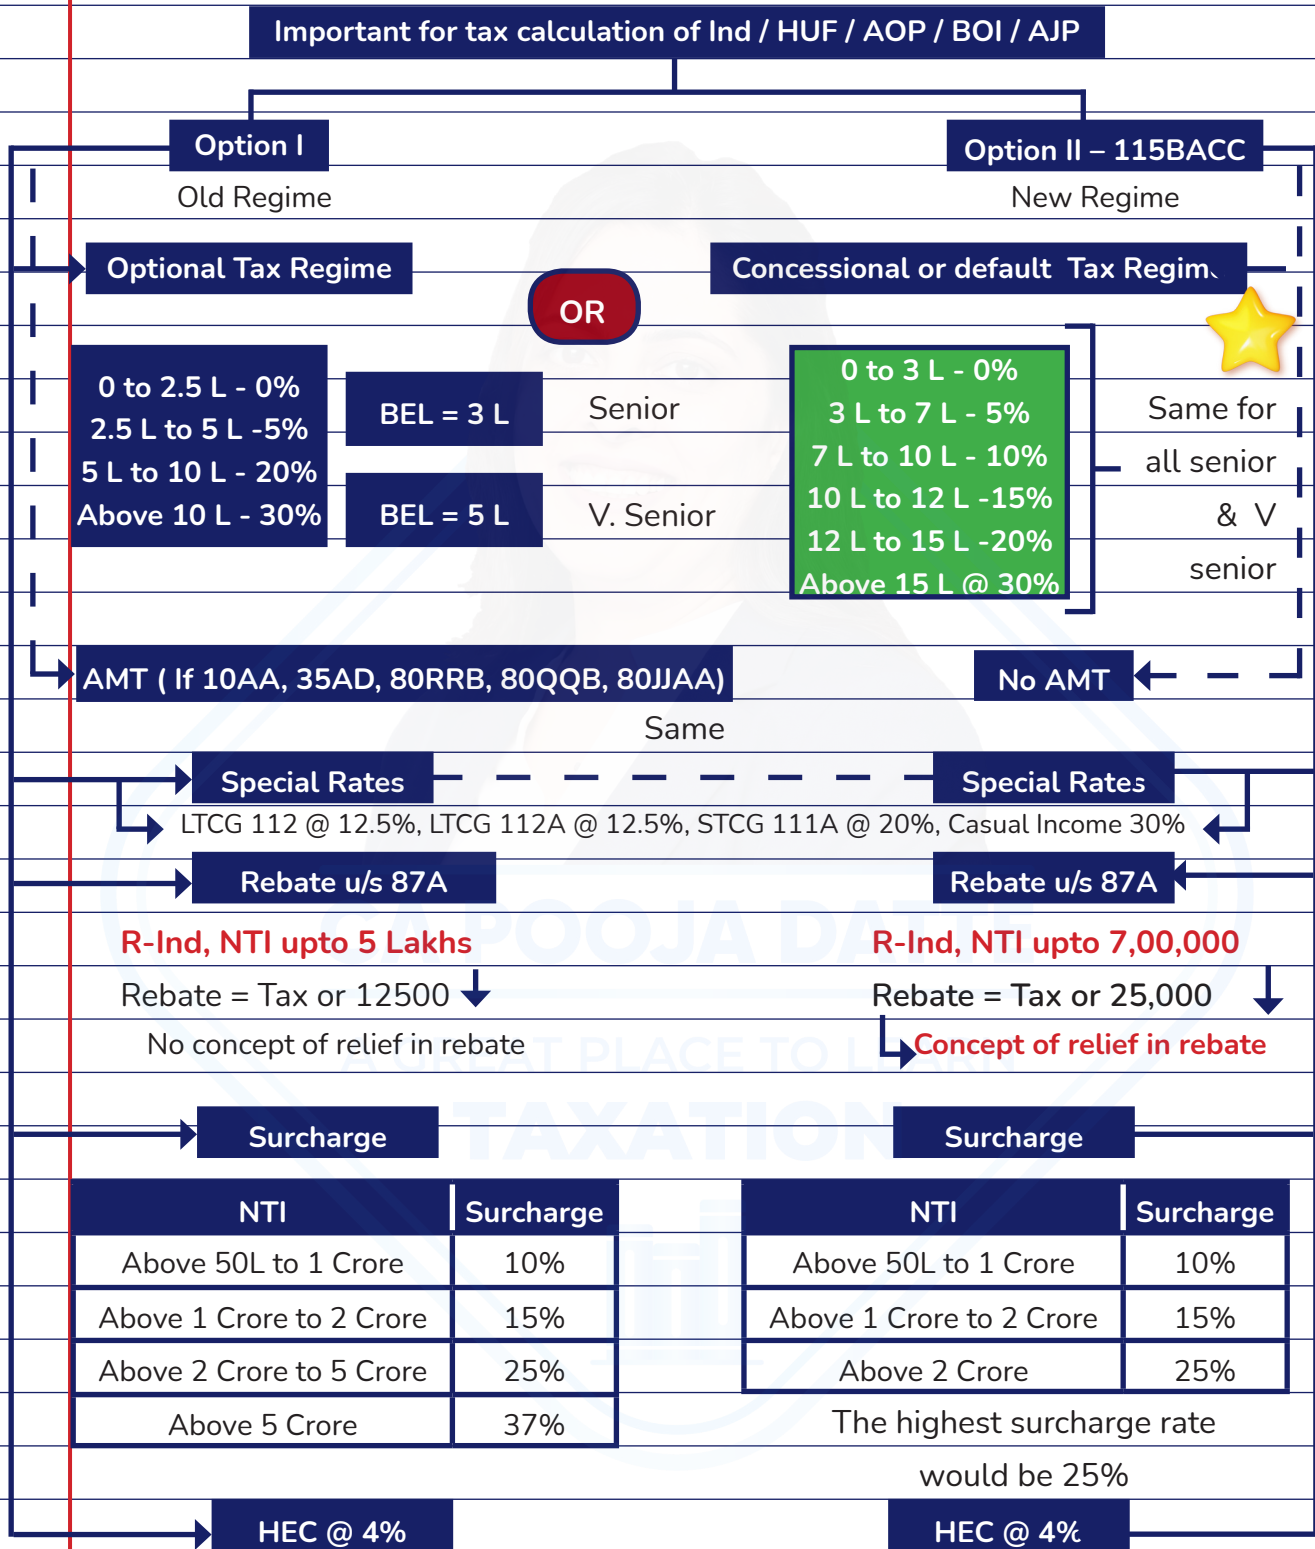 Important for tax calculation of Ind / HUF / AOP / BOI / AJP
Option I
Option II – 115BACC
Old Regime
New Regime
Optional Tax Regime
Concessional or default Tax Regim
OR
0 to 2.5 L - 0%
2.5 L to 5 L -5%
5 L to 10 L - 20%
Above 10 L - 30%
BEL = 3 L
Senior
BEL = 5 L
V. Senior
0 to 3 L - 0%
3 L to 7 L - 5%
7 L to 10 L - 10%
10 L to 12 L -15%
12 L to 15 L -20%
Above 15 L @ 30%
Same for
all senior
& V
senior
AMT ( If 10AA, 35AD, 80RRB, 80QQB, 80JJAA)
No AMT
Same
Special Rates
Special Rates
LTCG 112 @ 12.5%, LTCG 112A @ 12.5%, STCG 111A @ 20%, Casual Income 30%
Rebate u/s 87A
Rebate u/s 87A
CA POOJA DATTE
R-Ind, NTI upto 5 Lakhs
Rebate = Tax or 12500
No concept of relief in rebate
R-Ind, NTI upto 7,00,000
Rebate = Tax or 25,000
Concept of relief in rebate
A GREAT PLACE TO LEARN
TAXATION
Surcharge
Surcharge
NTI Surcharge
Above 50L to 1 Crore 10%
Above 1 Crore to 2 Crore 15%
Above 2 Crore to 5 Crore 25%
Above 5 Crore 37%
NTI Surcharge
Above 50L to 1 Crore 10%
Above 1 Crore to 2 Crore 15%
Above 2 Crore 25%
The highest surcharge rate
would be 25%
HEC @ 4%
HEC @ 4%